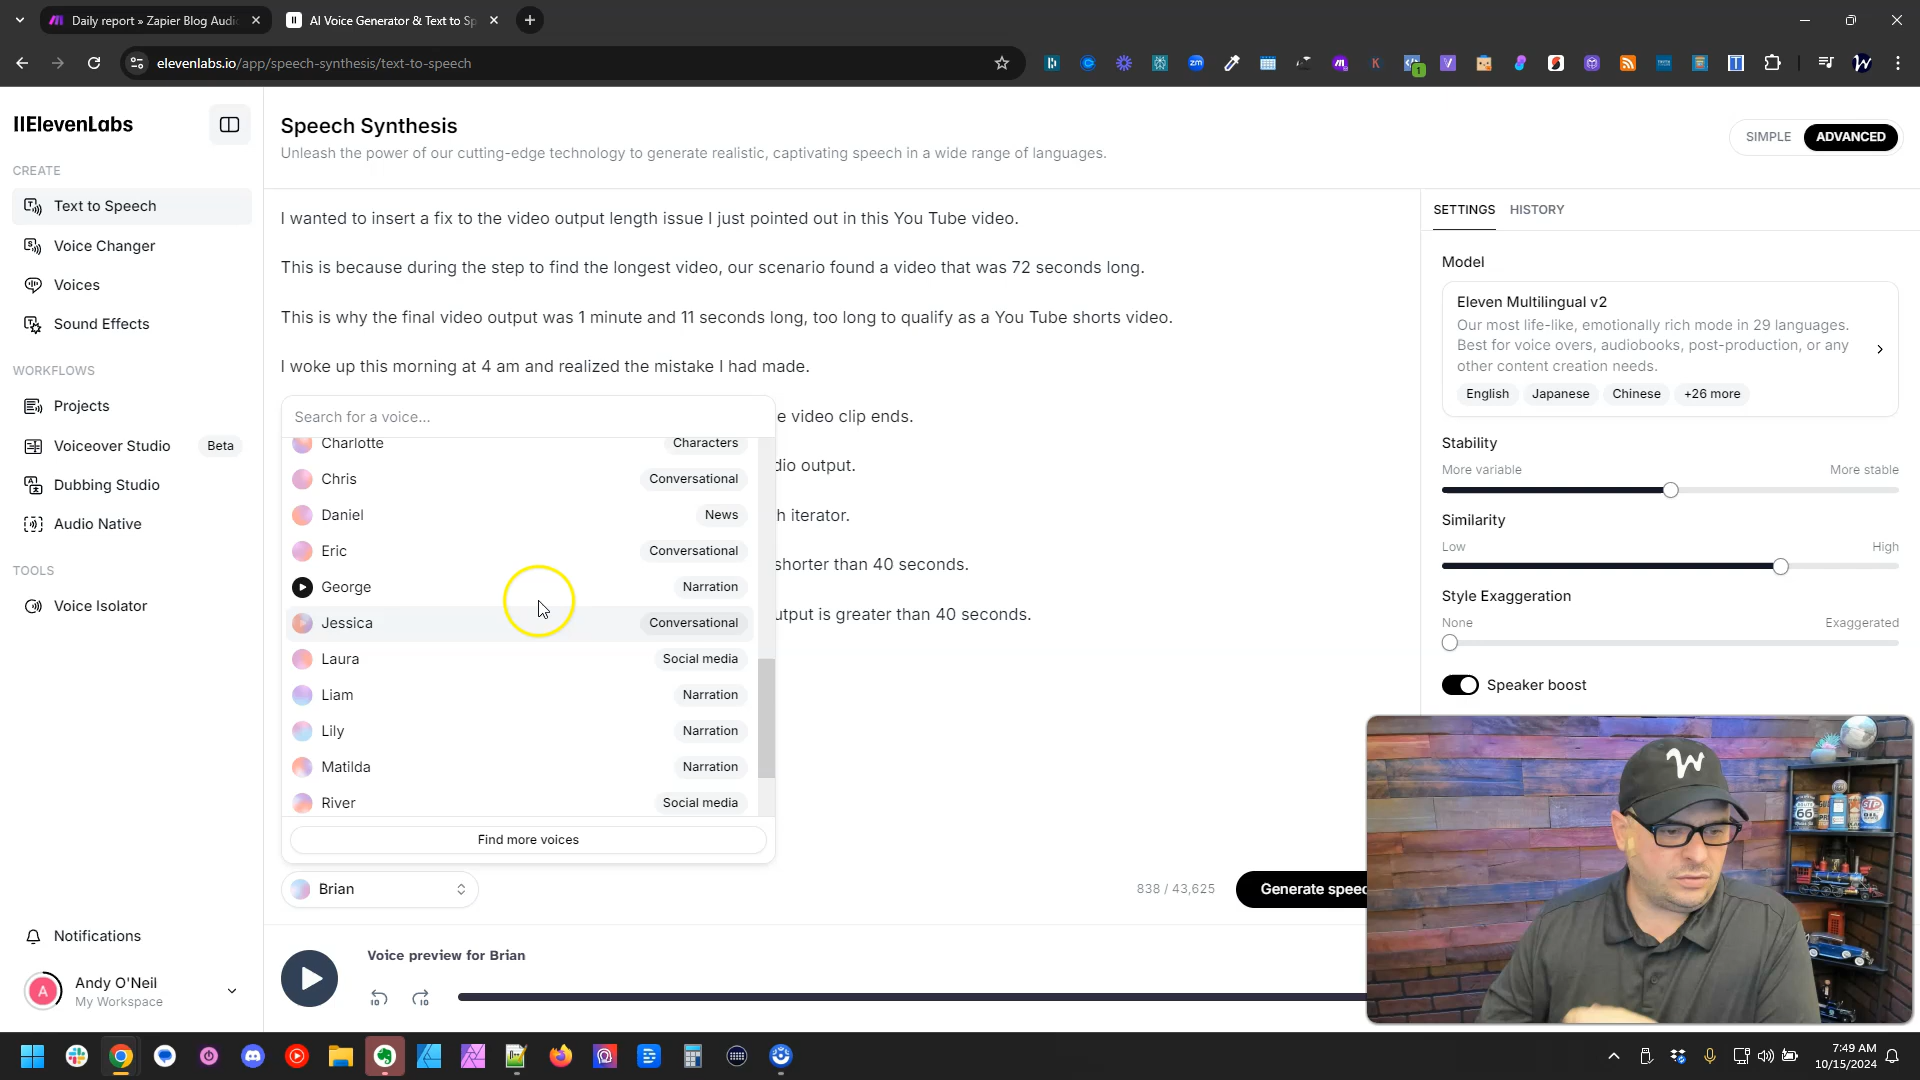 Daily report » Zapier Blog Audi
AI Voice Generator & Text to Sp
elevenlabs.io/app/speech-synthesis/text-to-speech
IIElevenLabs
CREATE
Text to Speech
Voice Changer
Voices
Sound Effects
WORKFLOWS
Projects
Voiceover Studio
Beta
Dubbing Studio
Audio Native
TOOLS
Voice Isolator
Notifications
A
Andy O'Neil
My Workspace
Speech Synthesis
Unleash the power of our cutting-edge technology to generate realistic, captivating speech in a wide range of languages.
SIMPLE
ADVANCED
I wanted to insert a fix to the video output length issue I just pointed out in this You Tube video.
This is because during the step to find the longest video, our scenario found a video that was 72 seconds long.
This is why the final video output was 1 minute and 11 seconds long, too long to qualify as a You Tube shorts video.
I woke up this morning at 4 am and realized the mistake I had made.
e video clip ends.
dio output.
h iterator.
shorter than 40 seconds.
utput is greater than 40 seconds.
Search for a voice...
Charlotte Characters
Chris Conversational
Daniel News
Eric Conversational
George Narration
Jessica Conversational
Laura Social media
Liam Narration
Lily Narration
Matilda Narration
River Social media
Find more voices
Brian
838 / 43,625
Generate speec
Voice preview for Brian
10
10
SETTINGS
HISTORY
Model
Eleven Multilingual v2
Our most life-like, emotionally rich mode in 29 languages.
Best for voice overs, audiobooks, post-production, or any
other content creation needs.
English
Japanese
Chinese
+26 more
Stability
More variable
More stable
Similarity
Low
High
Style Exaggeration
None
Exaggerated
Speaker boost
7:49 AM
10/15/2024